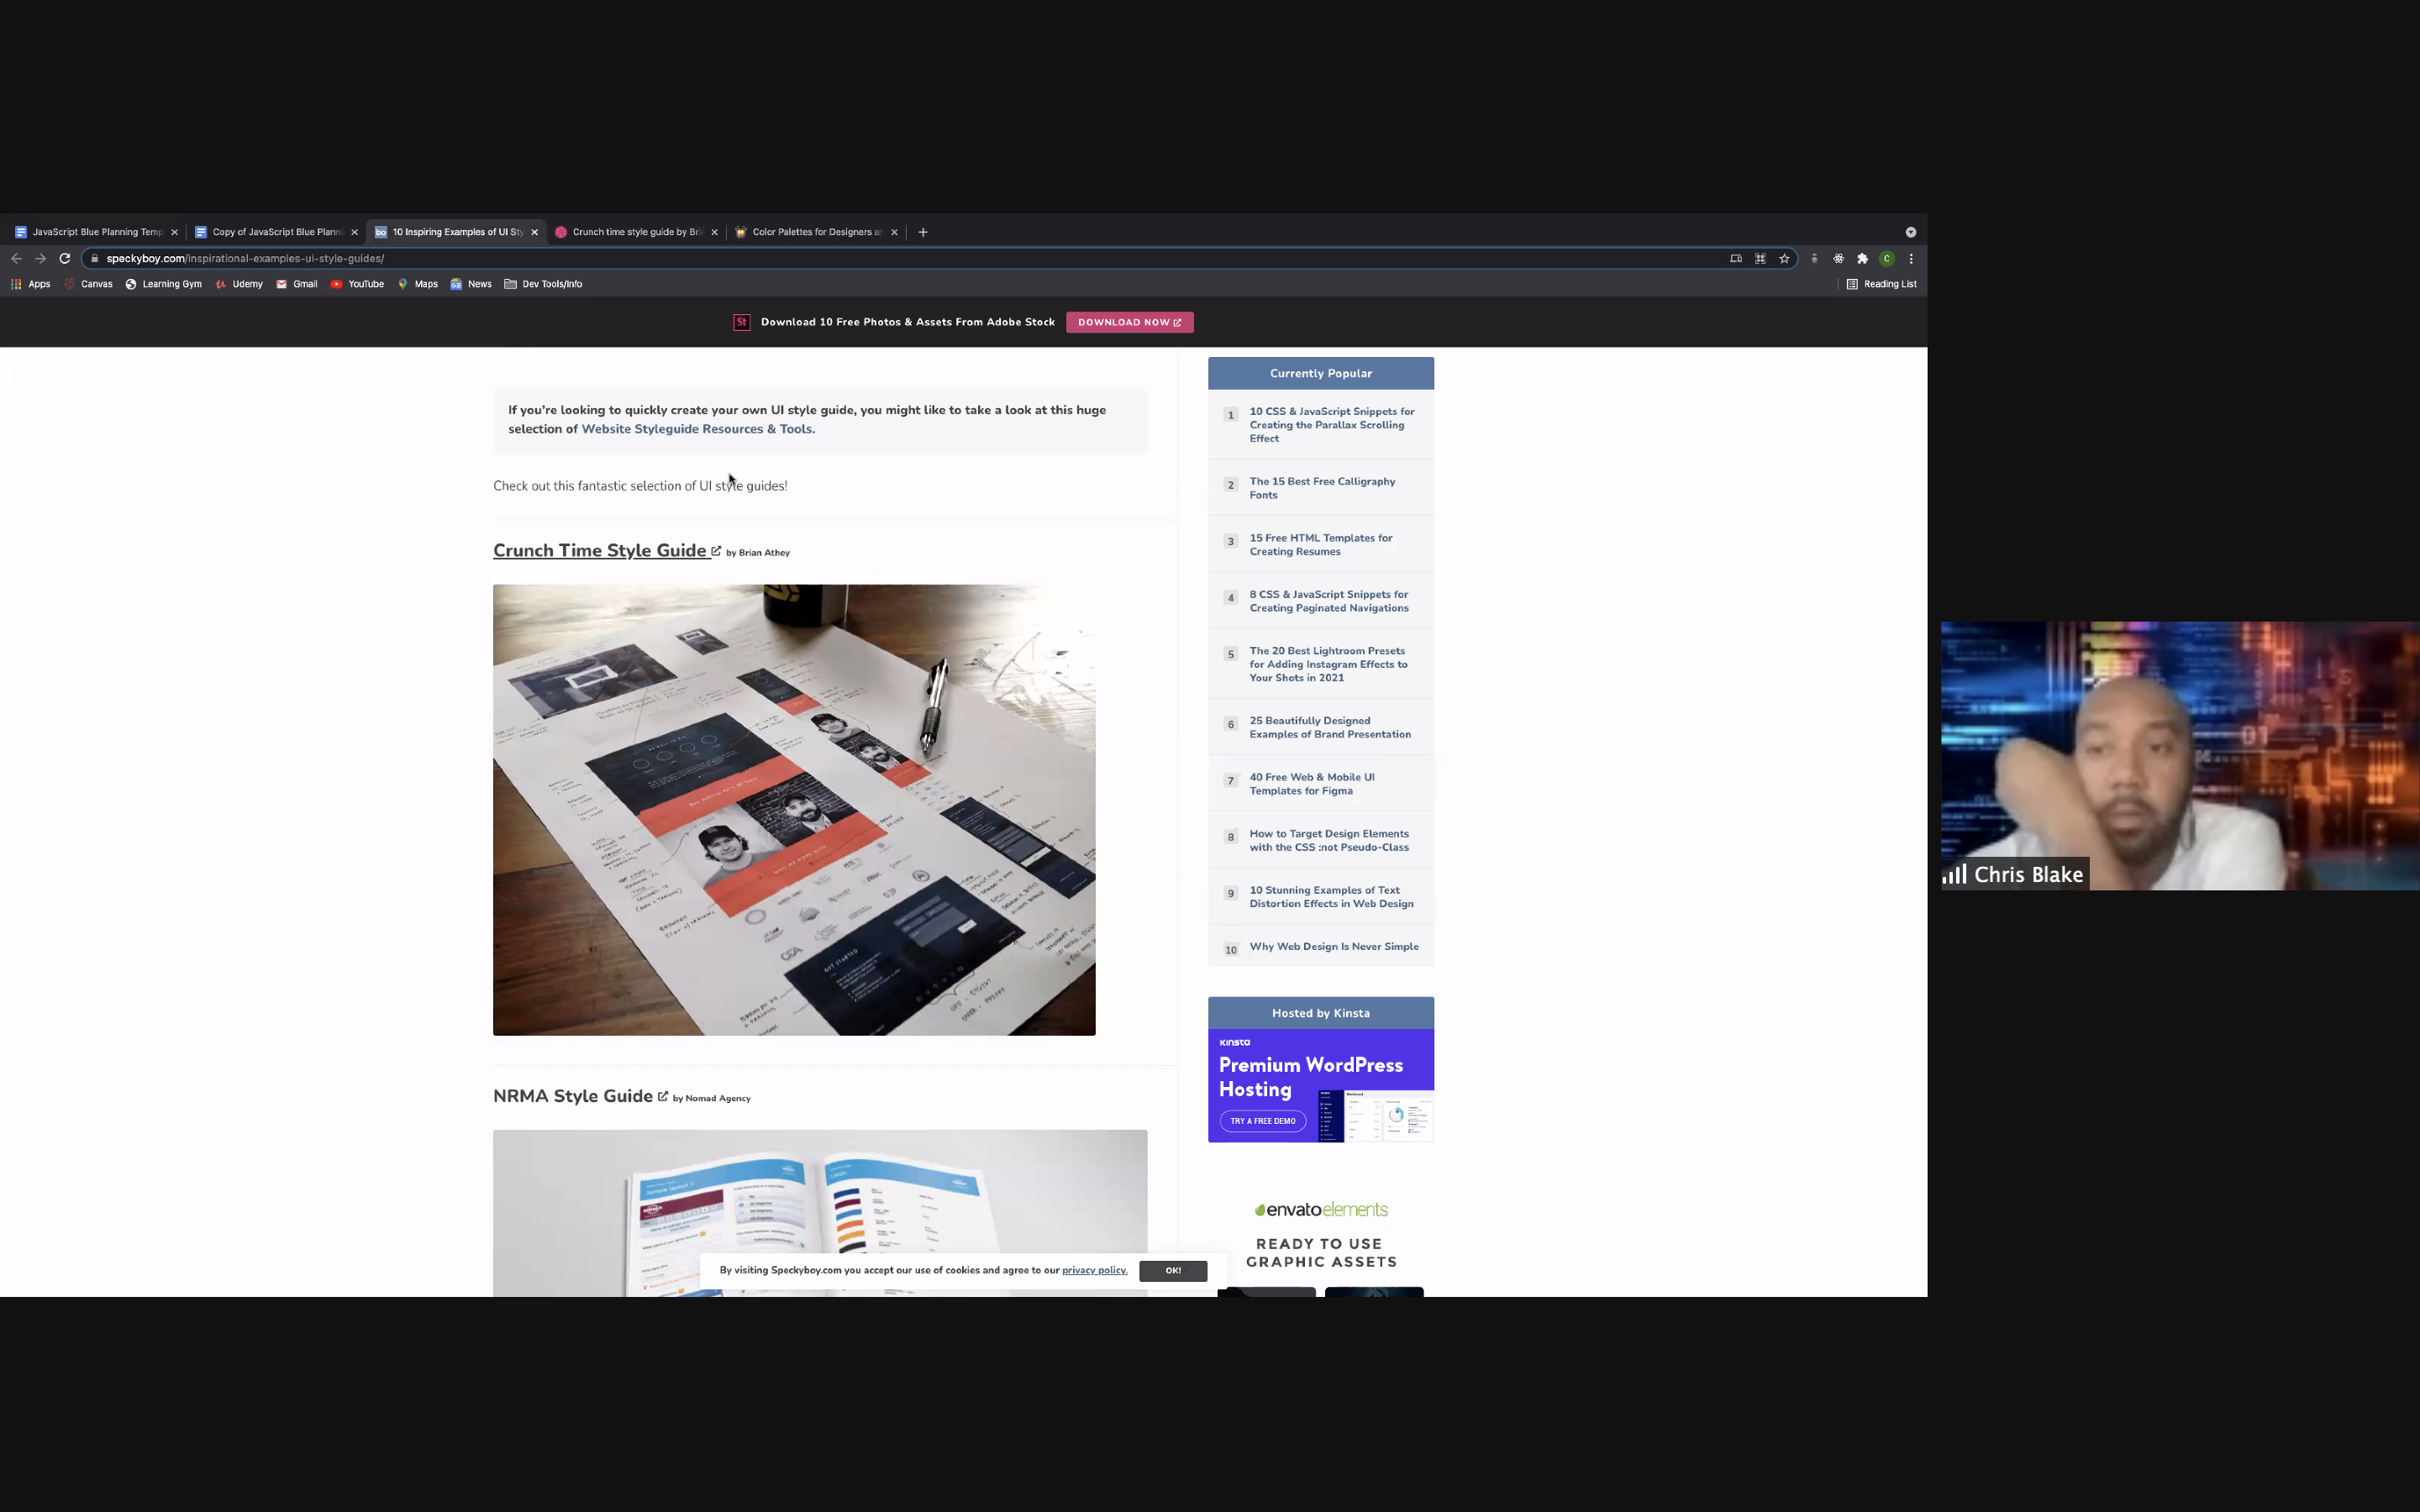 JavaScript Blue Planning Temp
Copy of JavaScript Blue Planni
10 Inspiring Examples of UI Sty
Crunch time style guide by Bri
Color Palettes for Designers a
speckyboy.com/inspirational-examples-ui-style-guides/
Apps
Canvas
Learning Gym
Udemy
Gmail
YouTube
Maps
News
Dev Tools/Info
Reading List
St Download 10 Free Photos & Assets From Adobe Stock DOWNLOAD NOW
If you're looking to quickly create your own UI style guide, you might like to take a look at this huge
selection of Website Styleguide Resources & Tools.
Check out this fantastic selection of UI style guides!
Crunch Time Style Guide by Brian Athey
GET STARTED
NRMA Style Guide by Nomad Agency
Currently Popular
1 10 CSS & JavaScript Snippets for
Creating the Parallax Scrolling
Effect
2 The 15 Best Free Calligraphy
Fonts
3 15 Free HTML Templates for
Creating Resumes
4 8 CSS & JavaScript Snippets for
Creating Paginated Navigations
5 The 20 Best Lightroom Presets
for Adding Instagram Effects to
Your Shots in 2021
6 25 Beautifully Designed
Examples of Brand Presentation
7 40 Free Web & Mobile UI
Templates for Figma
8 How to Target Design Elements
with the CSS :not Pseudo-Class
9 10 Stunning Examples of Text
Distortion Effects in Web Design
10 Why Web Design Is Never Simple
Hosted by Kinsta
KINSTA
Premium WordPress
Hosting
TRY A FREE DEMO
envatoelements
READY TO USE
GRAPHIC ASSETS
By visiting Speckyboy.com you accept our use of cookies and agree to our privacy policy. OK!
Chris Blake